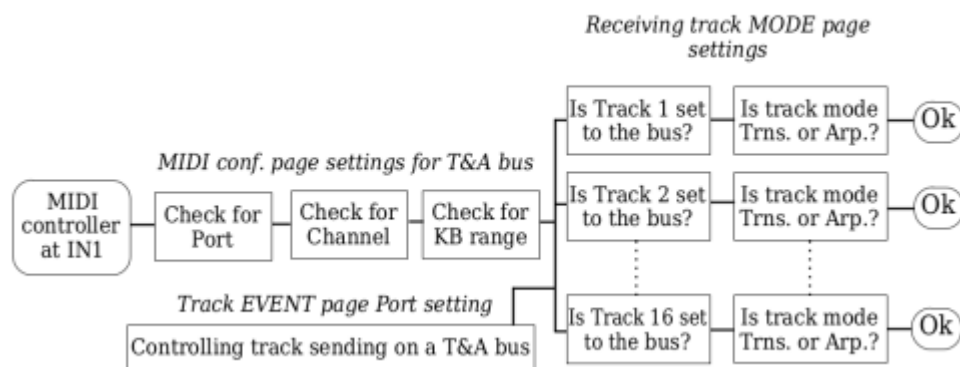 Receiving track MODE page
settings
MIDI conf. page settings for T&A bus
MIDI
controller
at IN1
Check for
Port
Check for
Channel
Check for
KB range
Is Track 1 set
to the bus?
Is track mode
Trns. or Arp.?
Ok
Is Track 2 set
to the bus?
Is track mode
Trns. or Arp.?
Ok
Track EVENT page Port setting
Controlling track sending on a T&A bus
Is Track 16 set
to the bus?
Is track mode
Trns. or Arp.?
Ok